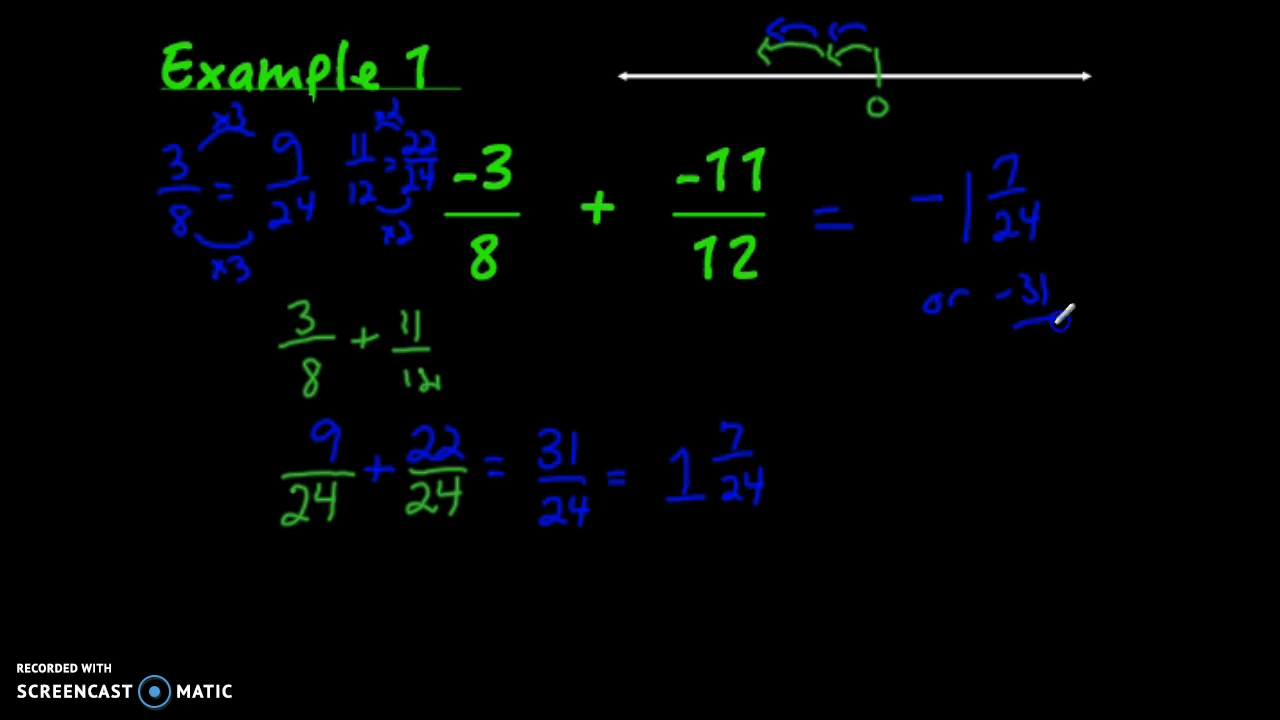 Example 1
0
3/8 = 9/24 x3 x3
11/12 = 22/24 x2 x2
-3/8 + -11/12 = -1 7/24
or -31
3/8 + 11/12
9/24 + 22/24 = 31/24 = 1 7/24
RECORDED WITH
SCREENCAST MATIC